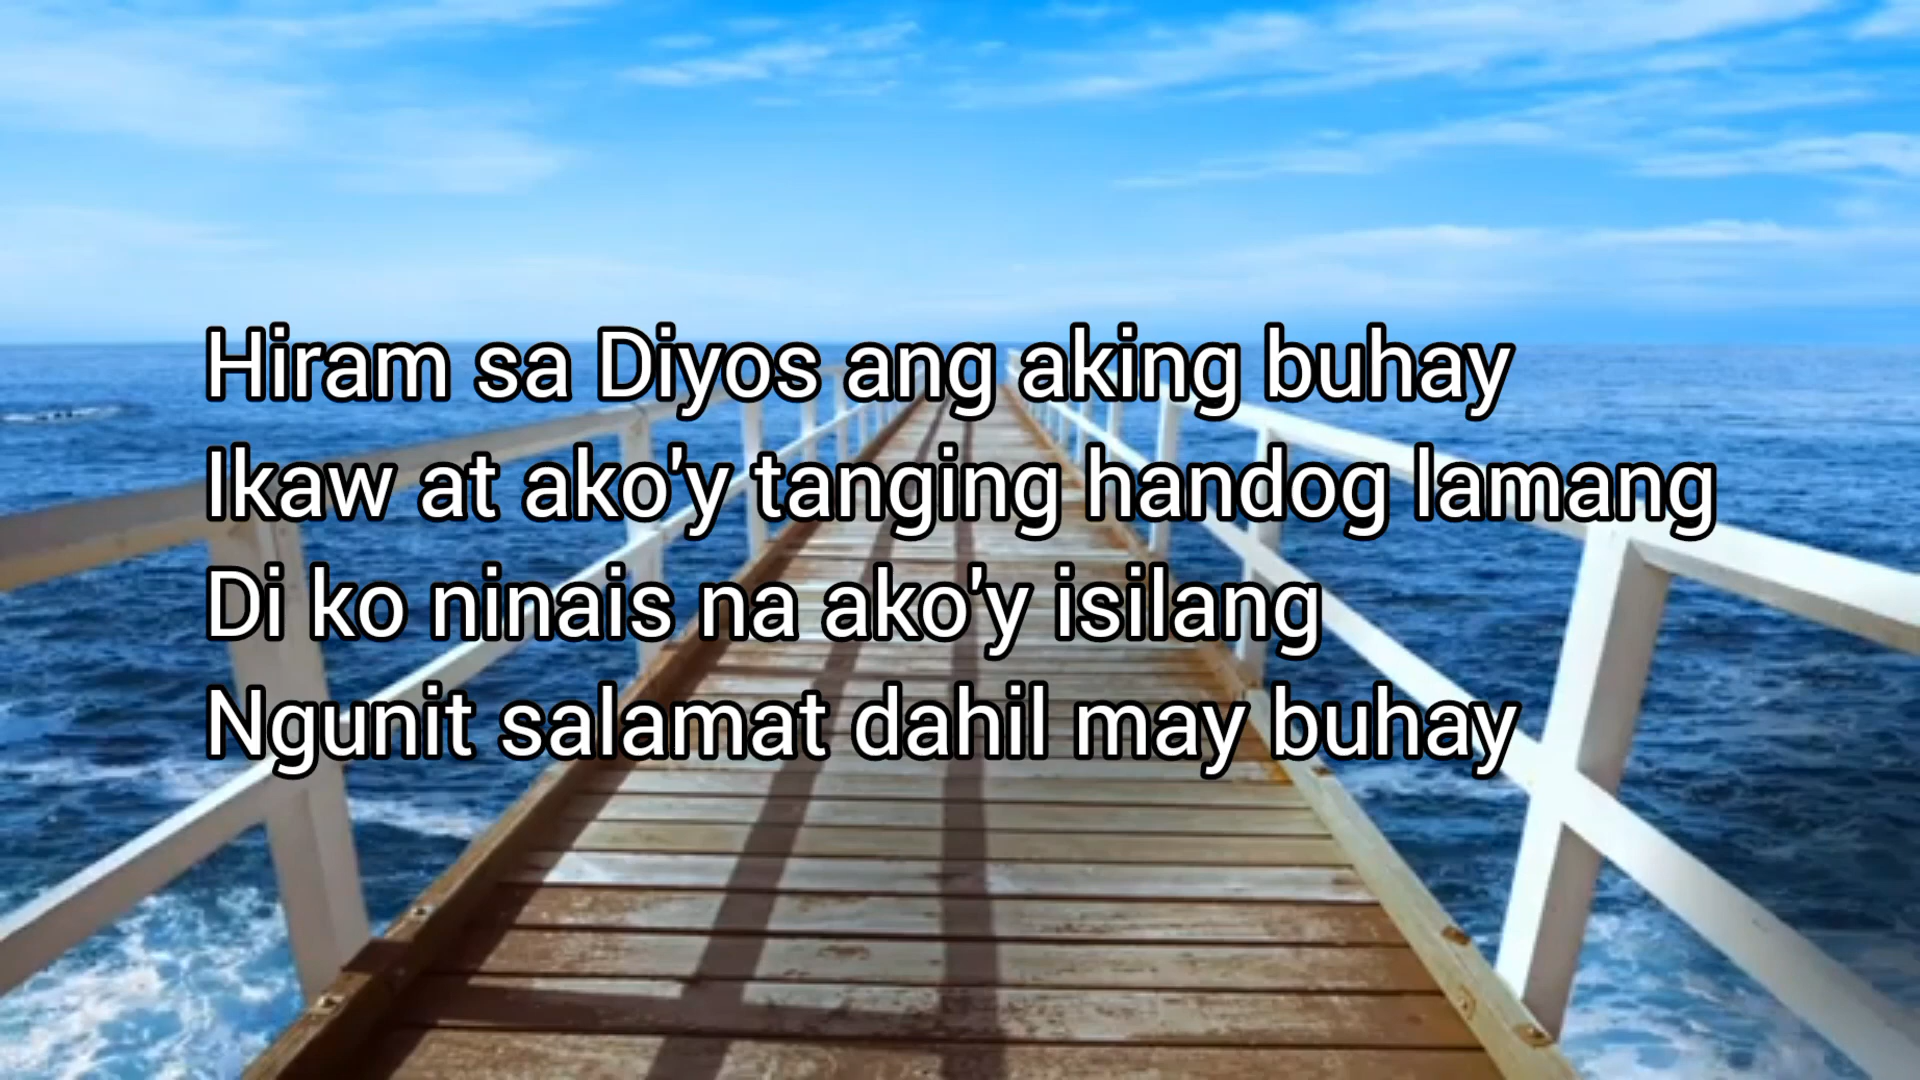 Hiram sa Diyos ang aking buhay
Ikaw at ako'y tanging handog lamang
Di ko ninais na ako'y isilang
Ngunit salamat dahil may buhay